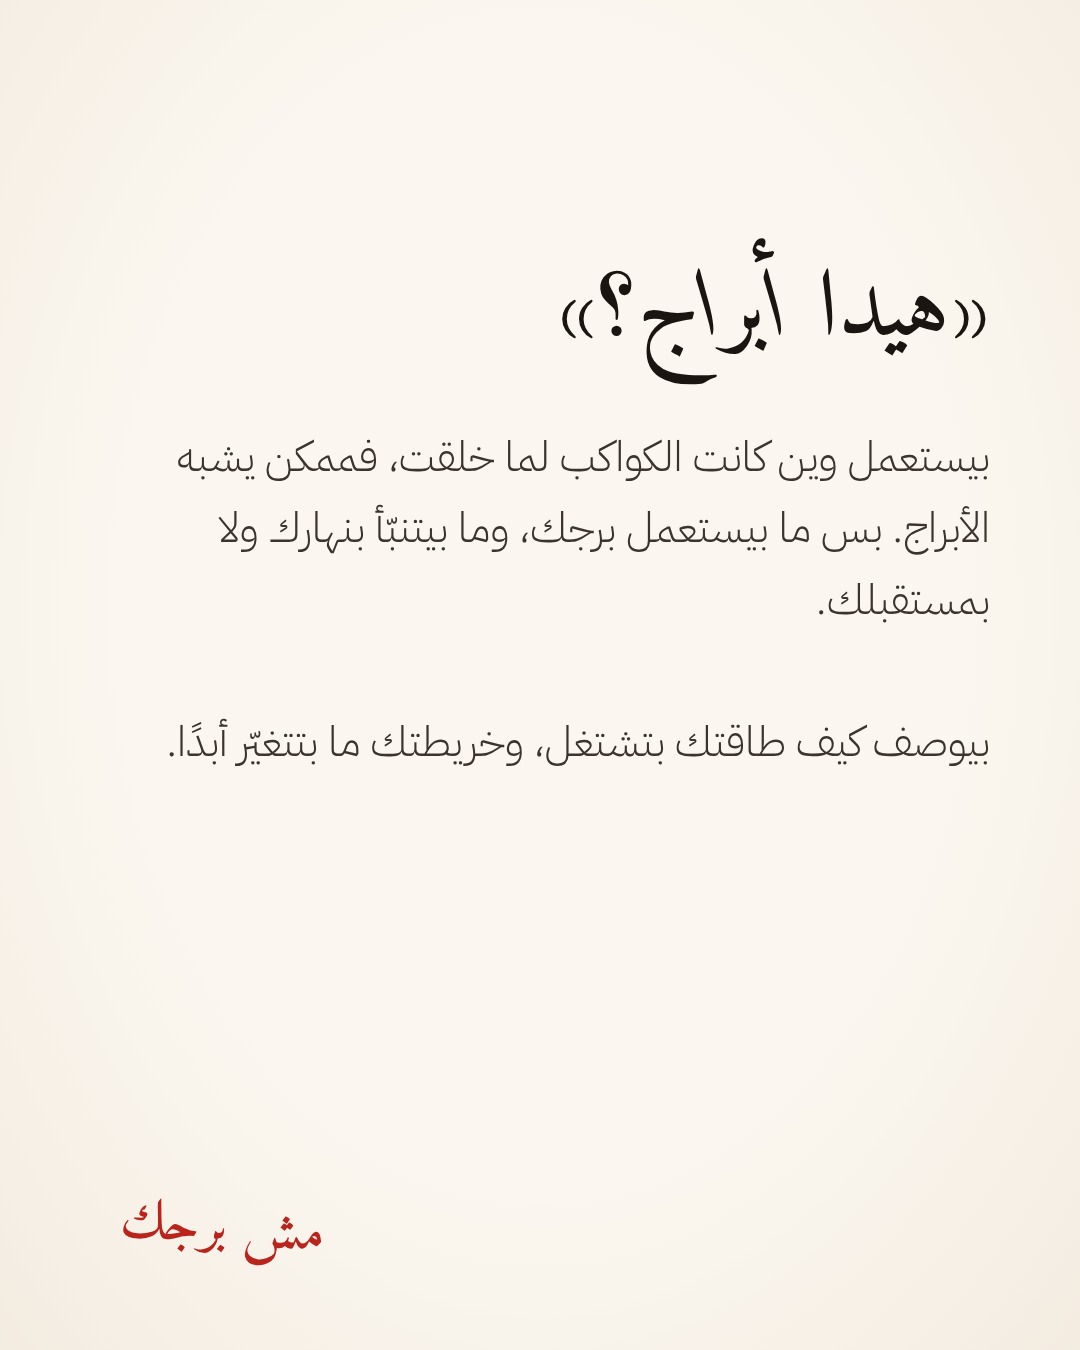 «هيدا أبراج؟»
بيستعمل وين كانت الكواكب لما خلقت، فممكن يشبه
الأبراج. بس ما بيستعمل برجك، وما بيتنبّأ بنهارك ولا
بمستقبلك.
بيوصف كيف طاقتك بتشتغل، وخريطتك ما بتتغيّر أبدًا.
مش برجك